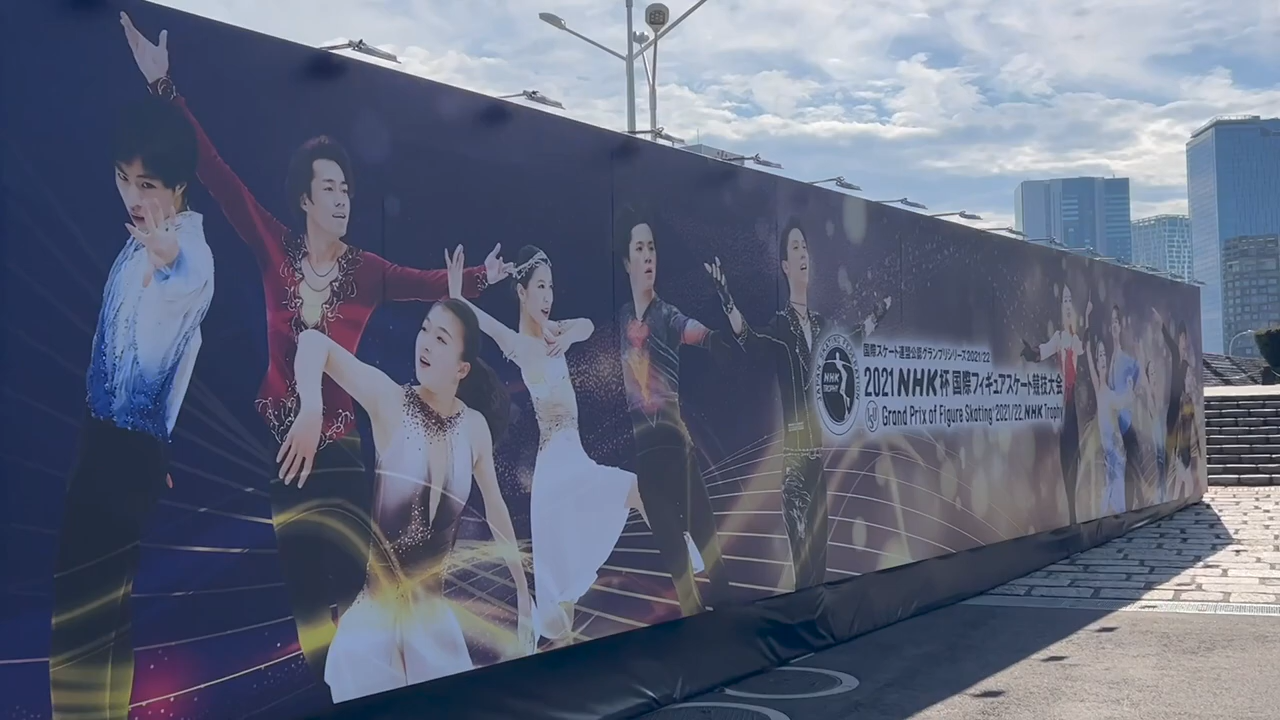 国際スケート連盟公認グランプリシリーズ2021/22
2021 NHK杯 国際フィギュアスケート競技大会
Grand Prix of Figure Skating 2021/22 NHK Trophy
NHK
TROPHY